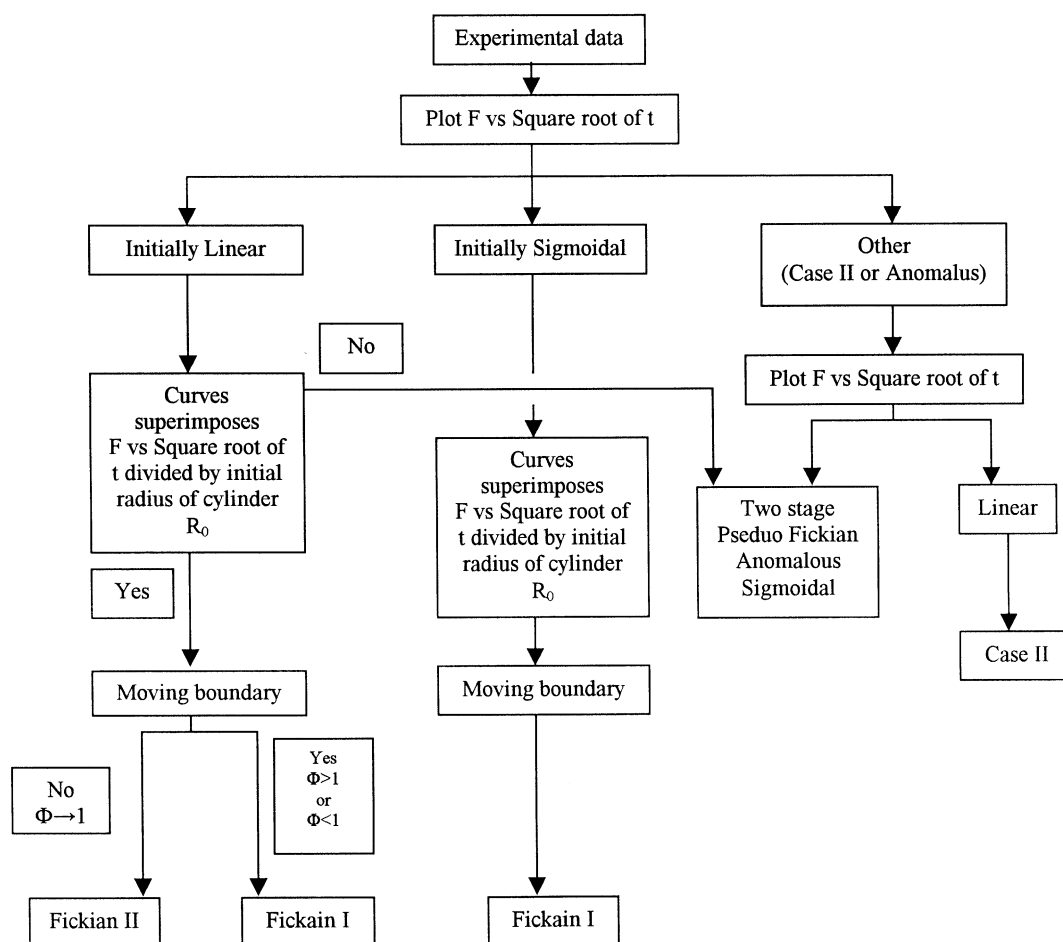 Experimental data
Plot F vs Square root of t
Initially Linear
Initially Sigmoidal
Other
(Case II or Anomalus)
No
Plot F vs Square root of t
Curves
superimposes
F vs Square root of
t divided by initial
radius of cylinder
R₀
Curves
superimposes
F vs Square root of
t divided by initial
radius of cylinder
R₀
Two stage
Pseduo Fickian
Anomalous
Sigmoidal
Linear
Yes
Case II
Moving boundary
Moving boundary
No
Φ→1
Yes
Φ>1
or
Φ<1
Fickian II
Fickain I
Fickain I